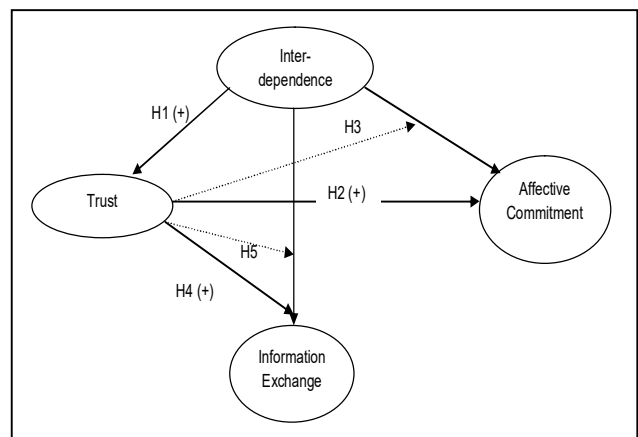 Inter-
dependence
H1 (+)
H3
Trust
H2 (+)
Affective
Commitment
H5
H4 (+)
Information
Exchange